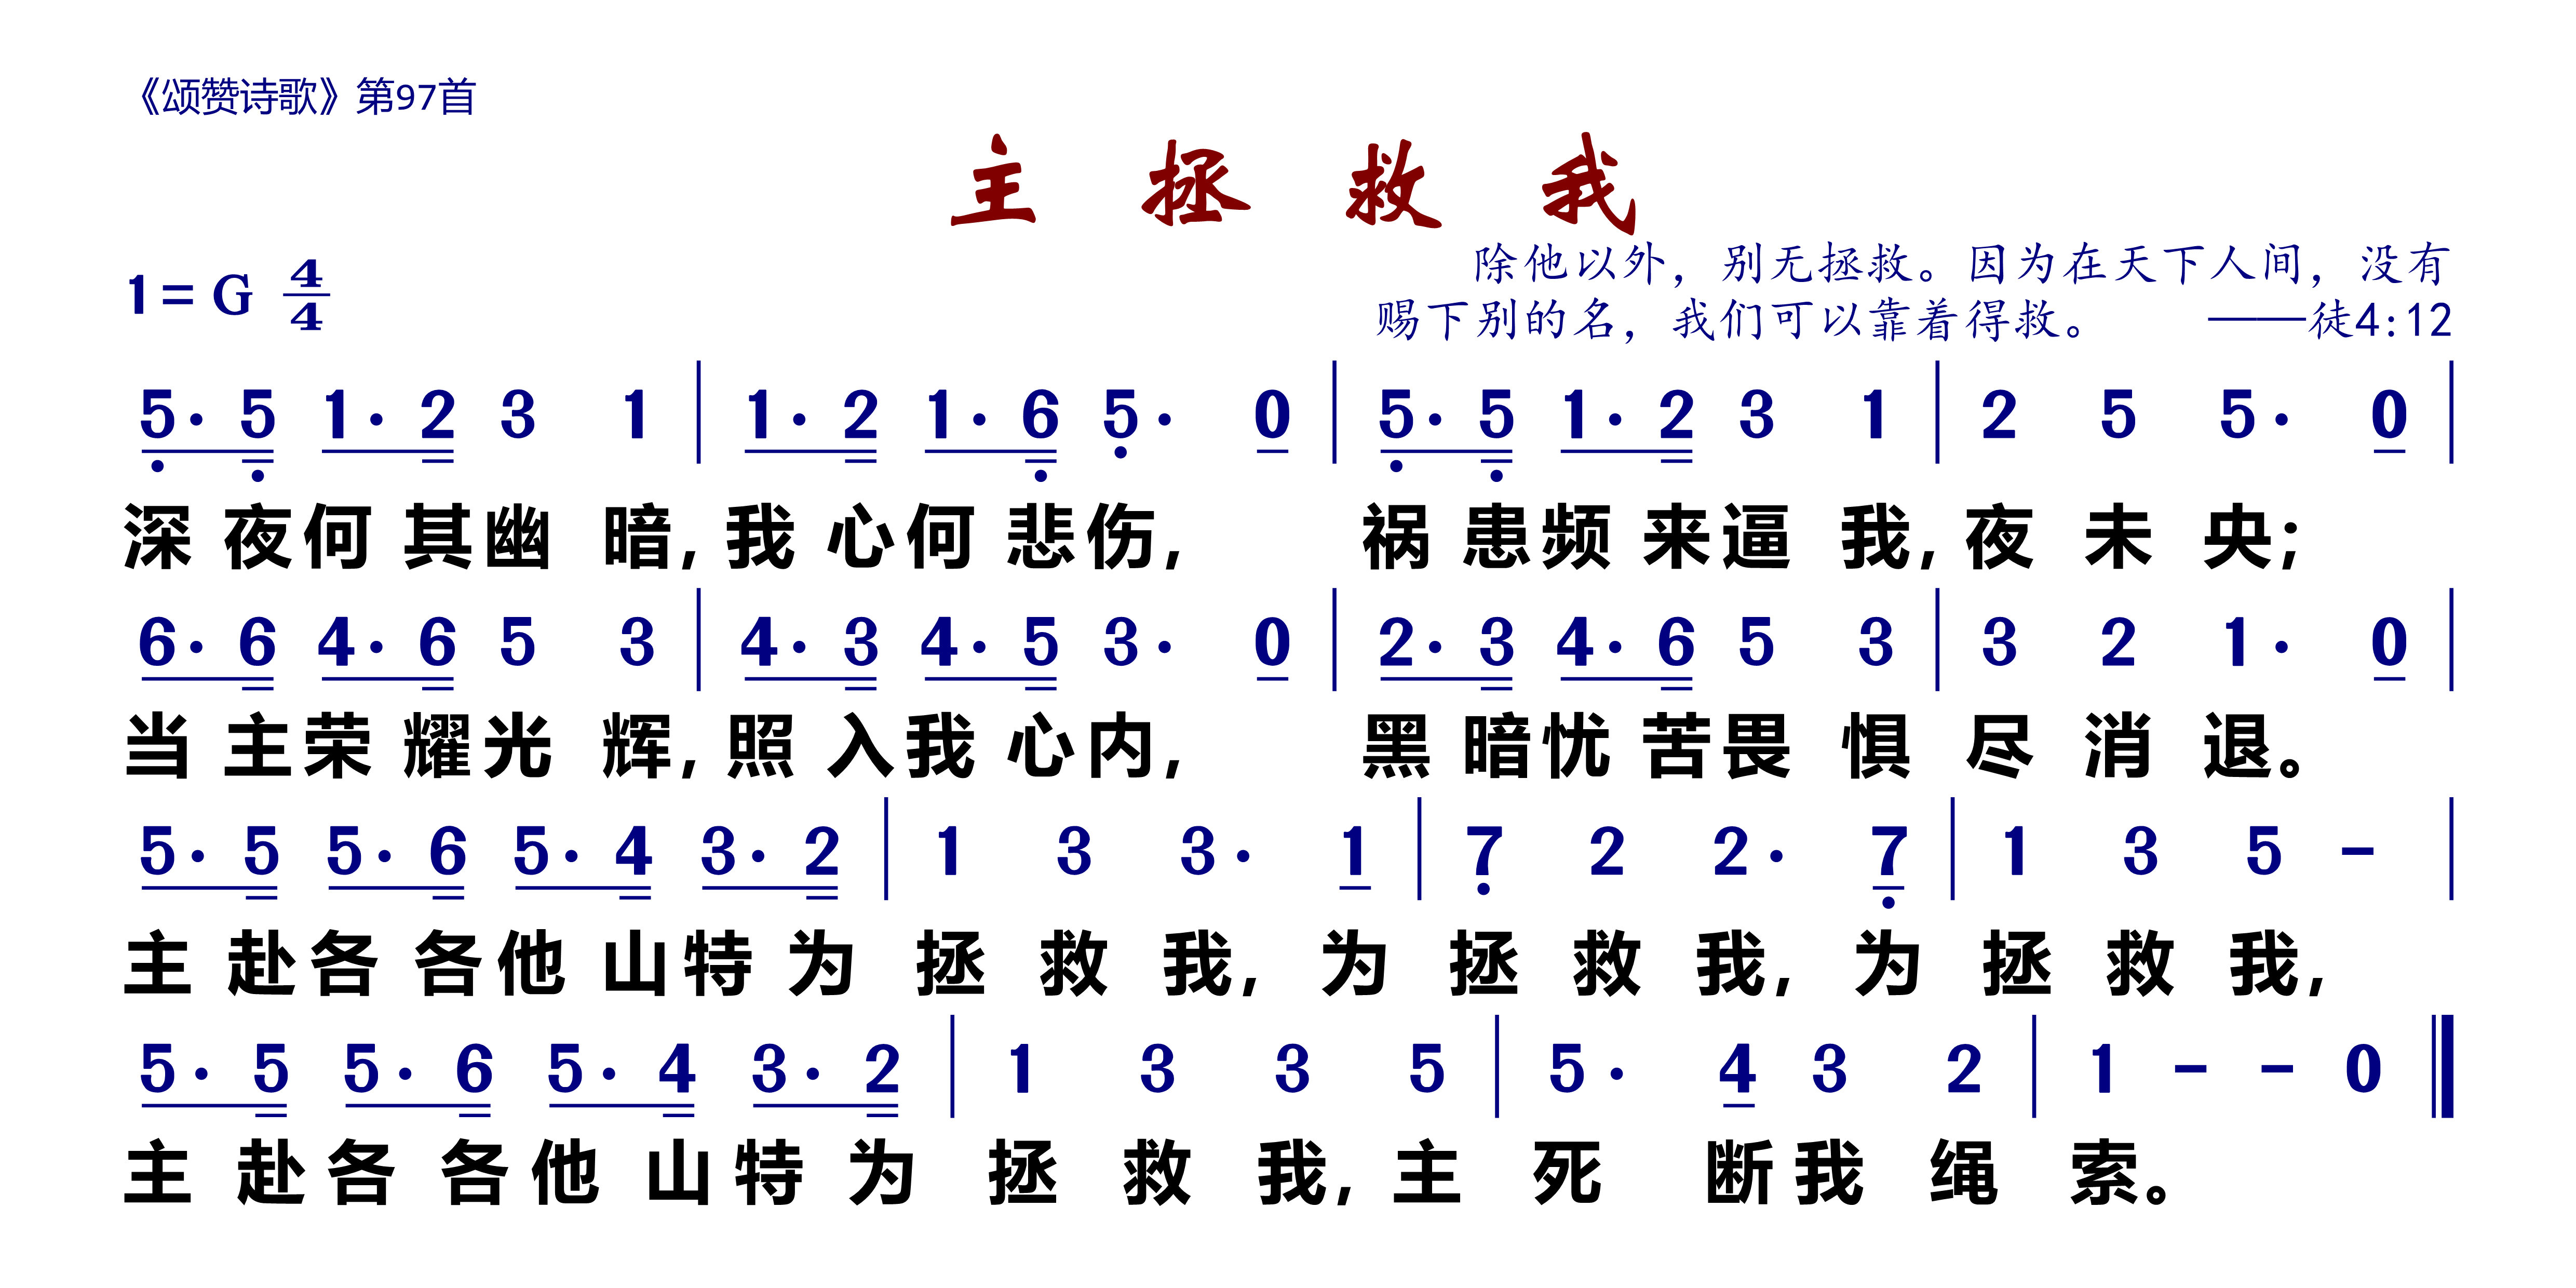 《颂赞诗歌》第97首
主 拯 救 我
除他以外，别无拯救。因为在天下人间，没有
1= G 4/4
赐下别的名，我们可以靠着得救。 ——徒4:12
5· 5 1· 2 3 1 | 1· 2 1· 6 5· 0 | 5· 5 1· 2 3 1 | 2 5 5· 0 |
深 夜 何 其 幽 暗, 我 心 何 悲 伤, 祸 患 频 来 逼 我, 夜 未 央;
6· 6 4· 6 5 3 | 4· 3 4· 5 3· 0 | 2· 3 4· 6 5 3 | 3 2 1· 0 |
当 主 荣 耀 光 辉, 照 入 我 心 内, 黑 暗 忧 苦 畏 惧 尽 消 退。
5· 5 5· 6 5· 4 3· 2 | 1 3 3· 1 | 7 2 2· 7 | 1 3 5 - |
主 赴 各 各 他 山 特 为 拯 救 我, 为 拯 救 我, 为 拯 救 我,
5· 5 5· 6 5· 4 3· 2 | 1 3 3 5 | 5· 4 3 2 | 1 - - 0 ‖
主 赴 各 各 他 山 特 为 拯 救 我, 主 死 断 我 绳 索。